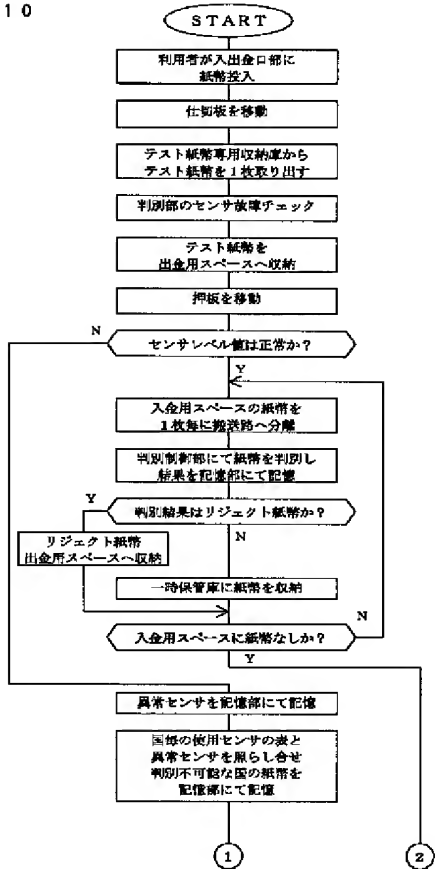 10
START
利用者が入出金口部に
紙幣投入
仕切板を移動
テスト紙幣専用収納庫から
テスト紙幣を1枚取り出す
判別部のセンサ故障チェック
テスト紙幣を
出金用スペースへ収納
押板を移動
N
センサレベル値は正常か?
Y
入金用スペースの紙幣を
1枚毎に搬送路へ分離
判別制御部にて紙幣を判別し
結果を記憶部にて記憶
Y
判別結果はリジェクト紙幣か?
N
リジェクト紙幣
出金用スペースへ収納
一時保管庫に紙幣を収納
N
入金用スペースに紙幣なしか?
Y
異常センサを記憶部にて記憶
国毎の使用センサの表と
異常センサを照らし合せ
判別不可能な国の紙幣を
記憶部にて記憶
1
2